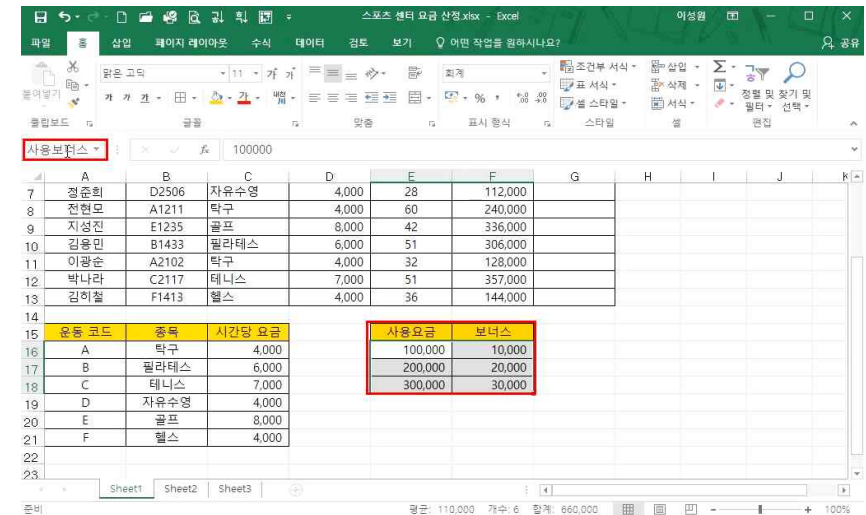 스포츠 센터 요금 산정.xlsx - Excel 이성원
파일 홈 삽입 페이지 레이아웃 수식 데이터 검토 보기 어떤 작업을 원하시나요? 공유
맑은 고딕 11 가 가 회계 조건부 서식 삽입
붙여넣기 가 가 가 가 표 서식 삭제 정렬 및 찾기 및
% , 셀 스타일 서식 필터 선택
클립보드 글꼴 맞춤 표시 형식 스타일 셀 편집
사용보너스 fx 100000
A B C D E F G H I J K
7 정준희 D2506 자유수영 4,000 28 112,000
8 전현모 A1211 탁구 4,000 60 240,000
9 지성진 E1235 골프 8,000 42 336,000
10 김용민 B1433 필라테스 6,000 51 306,000
11 이광순 A2102 탁구 4,000 32 128,000
12 박나라 C2117 테니스 7,000 51 357,000
13 김히철 F1413 헬스 4,000 36 144,000
14
15 운동 코드 종목 시간당 요금 사용요금 보너스
16 A 탁구 4,000 100,000 10,000
17 B 필라테스 6,000 200,000 20,000
18 C 테니스 7,000 300,000 30,000
19 D 자유수영 4,000
20 E 골프 8,000
21 F 헬스 4,000
22
23
Sheet1 Sheet2 Sheet3
준비 평균: 110,000 개수: 6 합계: 660,000 100%